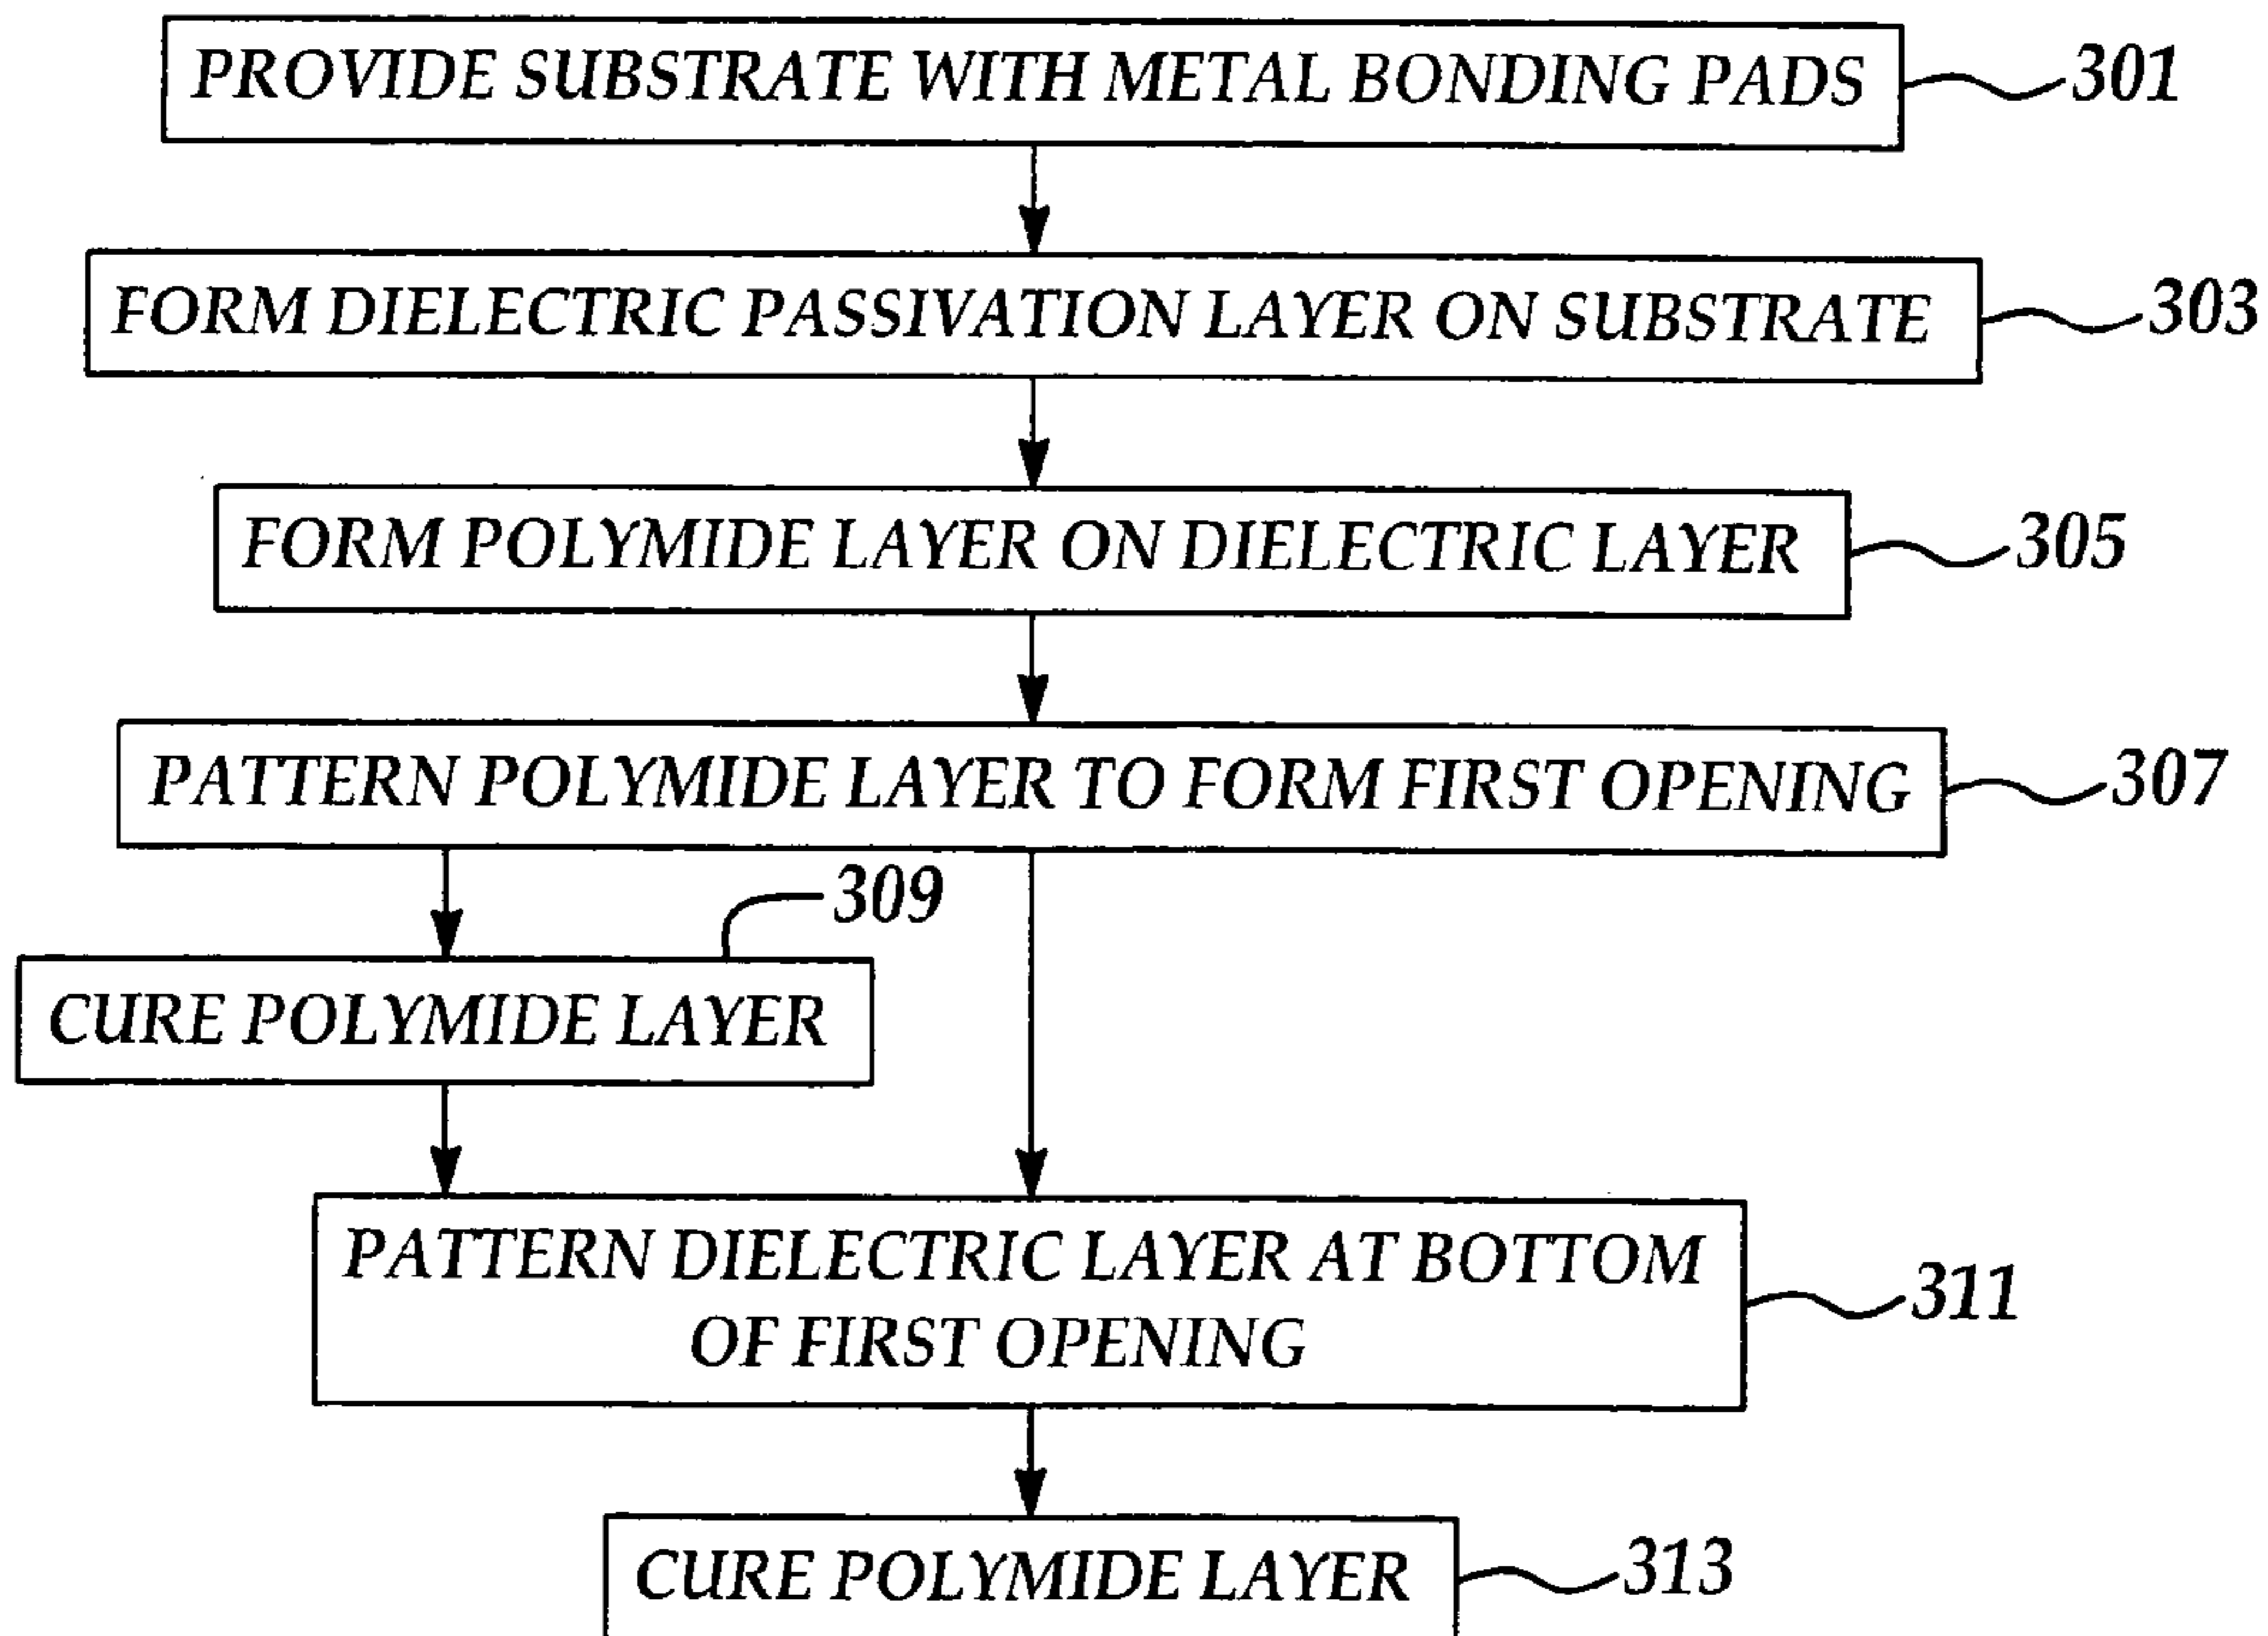 PROVIDE SUBSTRATE WITH METAL BONDING PADS
301
FORM DIELECTRIC PASSIVATION LAYER ON SUBSTRATE
303
FORM POLYMIDE LAYER ON DIELECTRIC LAYER
305
PATTERN POLYMIDE LAYER TO FORM FIRST OPENING
307
309
CURE POLYMIDE LAYER
PATTERN DIELECTRIC LAYER AT BOTTOM
OF FIRST OPENING
311
CURE POLYMIDE LAYER
313